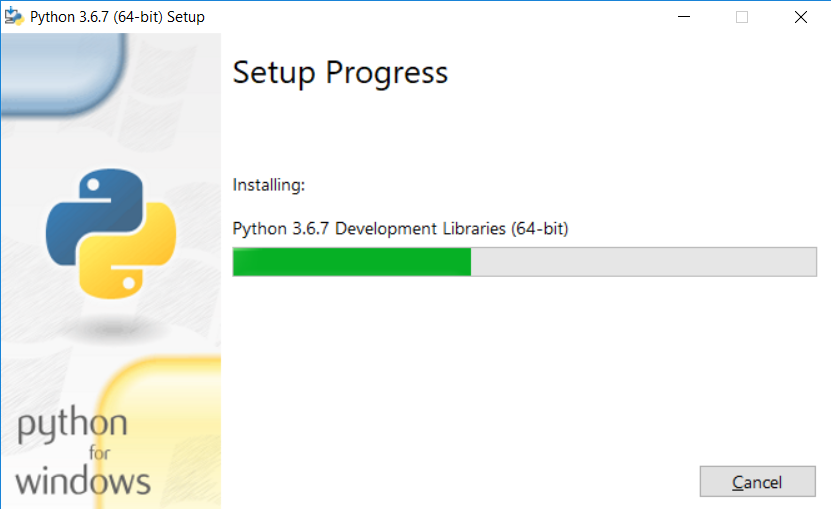 Python 3.6.7 (64-bit) Setup
Setup Progress
Installing:
Python 3.6.7 Development Libraries (64-bit)
python
for
windows
Cancel